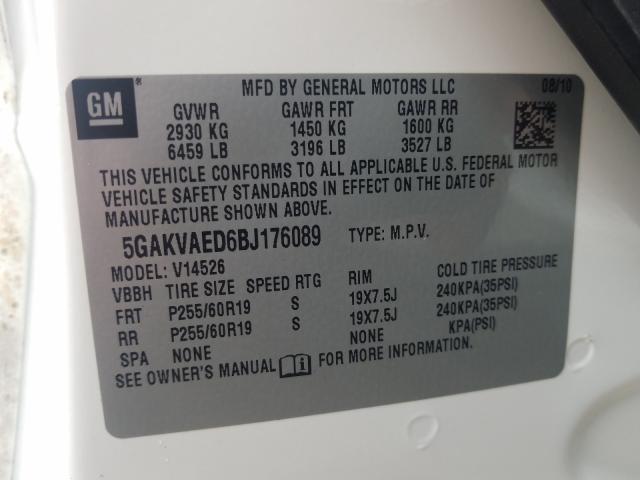 GM
MFD BY GENERAL MOTORS LLC 08/10
GVWR GAWR FRT GAWR RR
2930 KG 1450 KG 1600 KG
6459 LB 3196 LB 3527 LB
THIS VEHICLE CONFORMS TO ALL APPLICABLE U.S. FEDERAL MOTOR
VEHICLE SAFETY STANDARDS IN EFFECT ON THE DATE OF
MANUFACTURE SHOWN ABOVE.
5GAKVAED6BJ176089 TYPE: M.P.V.
MODEL: V14526
VBBH TIRE SIZE SPEED RTG RIM COLD TIRE PRESSURE
FRT P255/60R19 S 19X7.5J 240KPA(35PSI)
RR P255/60R19 S 19X7.5J 240KPA(35PSI)
SPA NONE NONE KPA(PSI)
SEE OWNER'S MANUAL i FOR MORE INFORMATION.